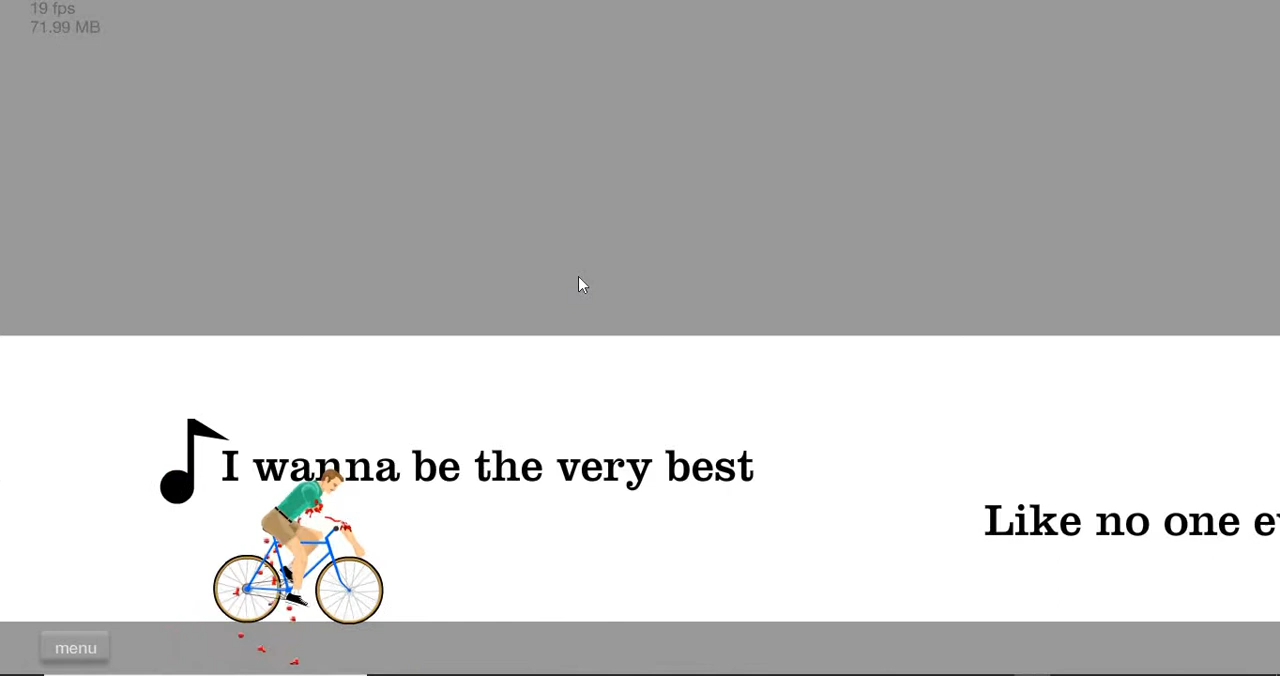 19 fps
71.99 MB
I wanna be the very best
Like no one
menu